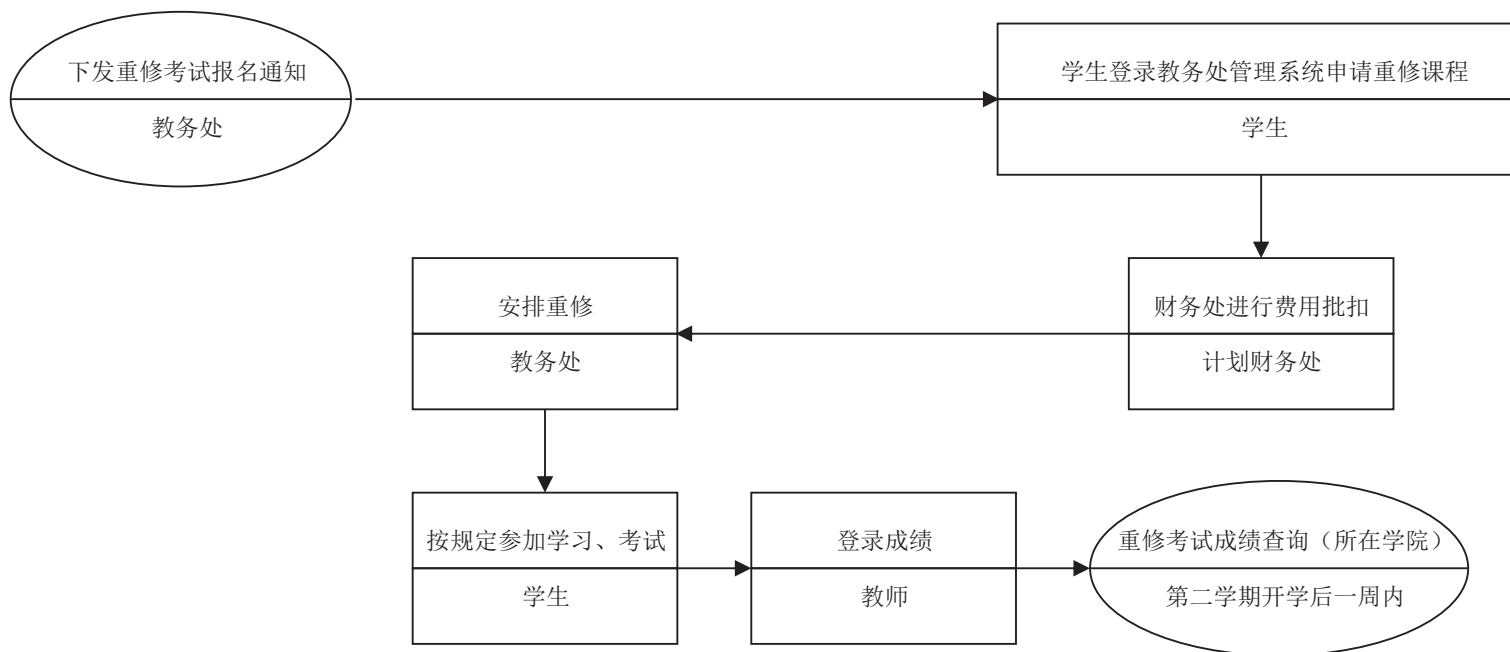 下发重修考试报名通知
教务处
学生登录教务处管理系统申请重修课程
学生
财务处进行费用批扣
计划财务处
安排重修
教务处
按规定参加学习、考试
学生
登录成绩
教师
重修考试成绩查询（所在学院）
第二学期开学后一周内